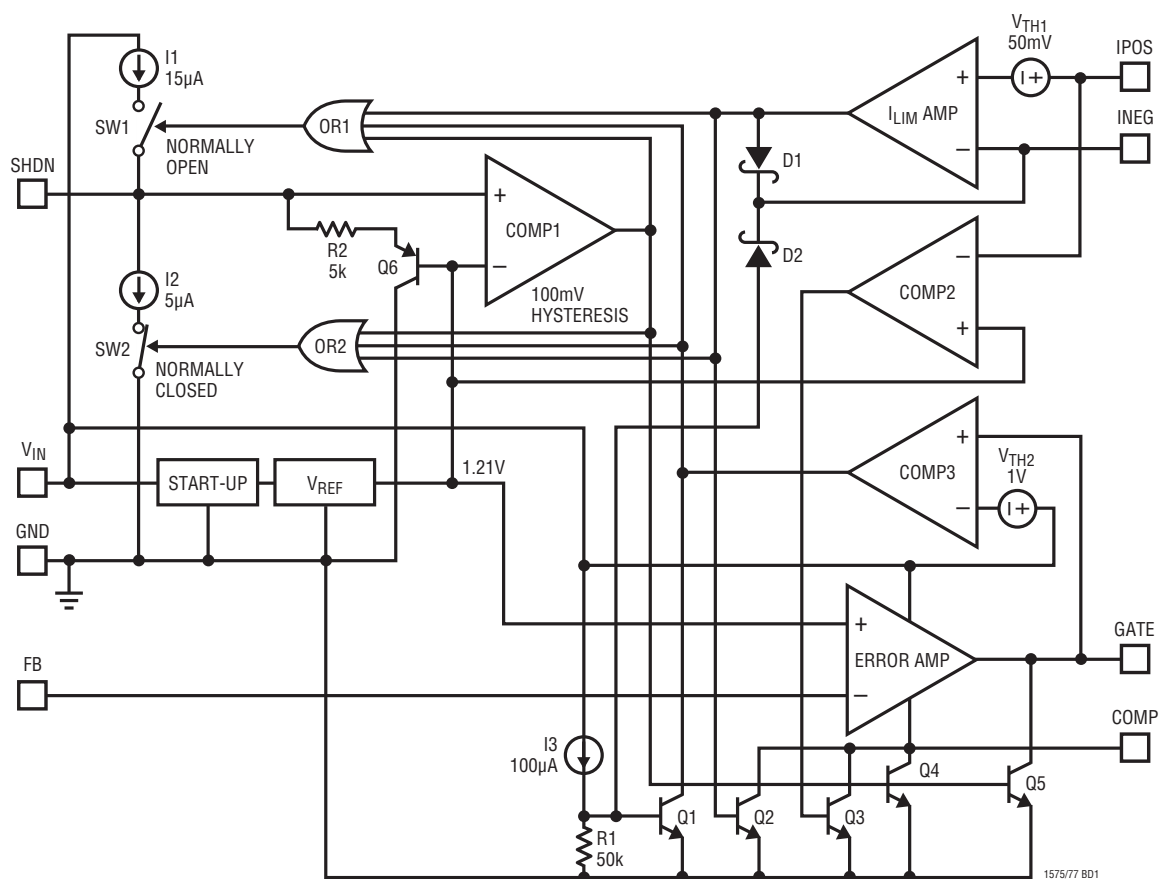 I1
15µA
SW1
NORMALLY
OPEN
OR1
SHDN
+
COMP1
–
100mV
HYSTERESIS
R2
5k
Q6
I2
5µA
SW2
NORMALLY
CLOSED
OR2
VIN
START-UP
VREF
1.21V
GND
FB
I3
100µA
R1
50k
Q1
Q2
Q3
Q4
Q5
D1
D2
+
ILIM AMP
–
VTH1
50mV
+
IPOS
INEG
–
COMP2
+
+
COMP3
–
VTH2
1V
+
+
ERROR AMP
–
GATE
COMP
1575/77 BD1